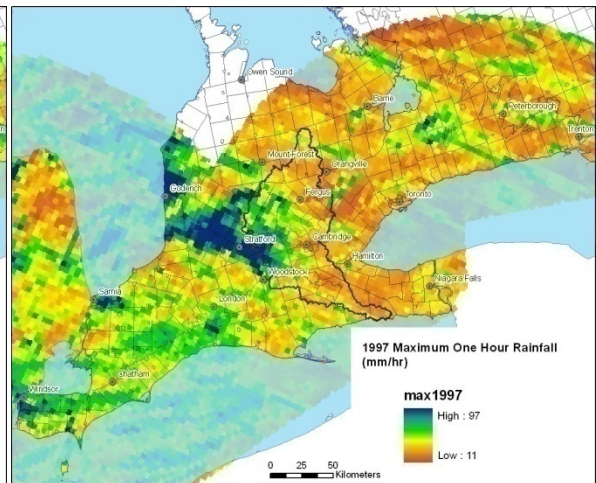 Owen Sound
Barrie
Peterborough
Trenton
Mount Forest
Orangville
Goderich
Fergus
Toronto
Stratford
Cambridge
Hamilton
Woodstock
Niagara Falls
Sarnia
London
Chatham
Windsor
1997 Maximum One Hour Rainfall
(mm/hr)
max1997
High : 97
Low : 11
0 25 50
Kilometers